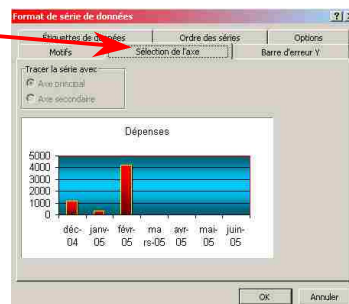 Format de série de données
Étiquettes de données Ordre des séries Options
Motifs Sélection de l'axe Barre d'erreur Y
Tracer la série avec
Axe principal
Axe secondaire
Dépenses
5000
4000
3000
2000
1000
0
déc- janv- févr- ma avr- mai- juin-
04 05 05 rs-05 05 05 05
OK Annuler